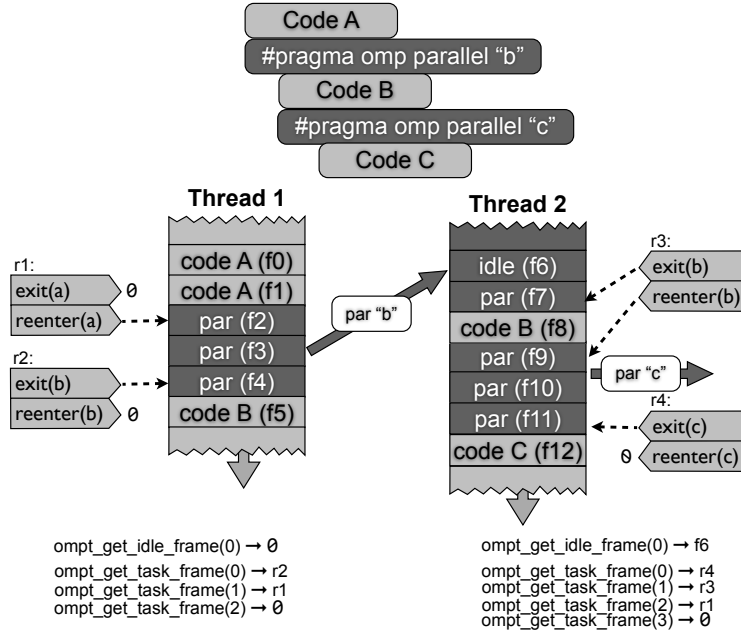 Code A
#pragma omp parallel “b”
Code B
#pragma omp parallel “c”
Code C
Thread 1
r1:
exit(a) 0
reenter(a)
r2:
exit(b)
reenter(b) 0
code A (f0)
code A (f1)
par (f2)
par (f3)
par (f4)
code B (f5)
par “b”
Thread 2
idle (f6)
par (f7)
code B (f8)
par (f9)
par (f10)
par (f11)
code C (f12)
r3:
exit(b)
reenter(b)
par “c”
r4:
exit(c)
0 reenter(c)
ompt_get_idle_frame(0) → 0
ompt_get_task_frame(0) → r2
ompt_get_task_frame(1) → r1
ompt_get_task_frame(2) → 0
ompt_get_idle_frame(0) → f6
ompt_get_task_frame(0) → r4
ompt_get_task_frame(1) → r3
ompt_get_task_frame(2) → r1
ompt_get_task_frame(3) → 0